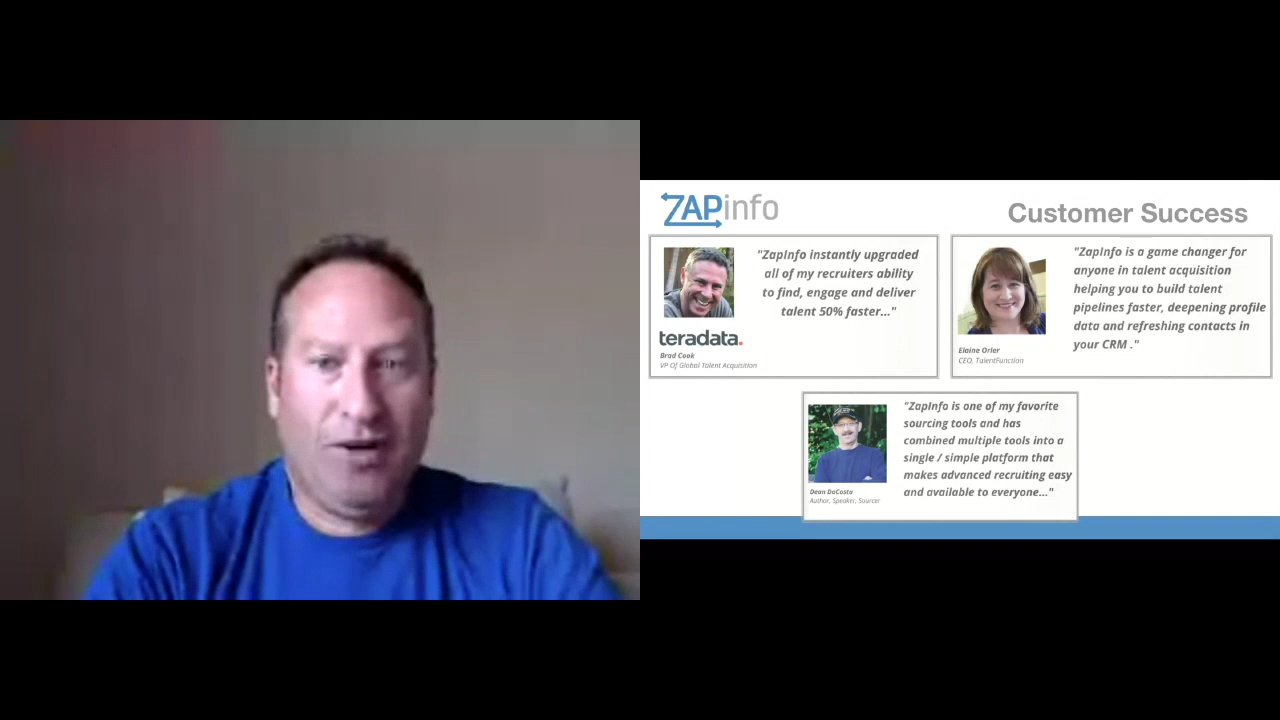 ZAPinfo
Customer Success
"ZapInfo instantly upgraded
all of my recruiters ability
to find, engage and deliver
talent 50% faster..."
teradata.
Brad Cook
VP Of Global Talent Acquisition
"ZapInfo is a game changer for
anyone in talent acquisition
helping you to build talent
pipelines faster, deepening profile
data and refreshing contacts in
your CRM ."
Elaine Orler
CEO, TalentFunction
"ZapInfo is one of my favorite
sourcing tools and has
combined multiple tools into a
single / simple platform that
makes advanced recruiting easy
and available to everyone..."
Dean DaCosta
Author, Speaker, Sourcer